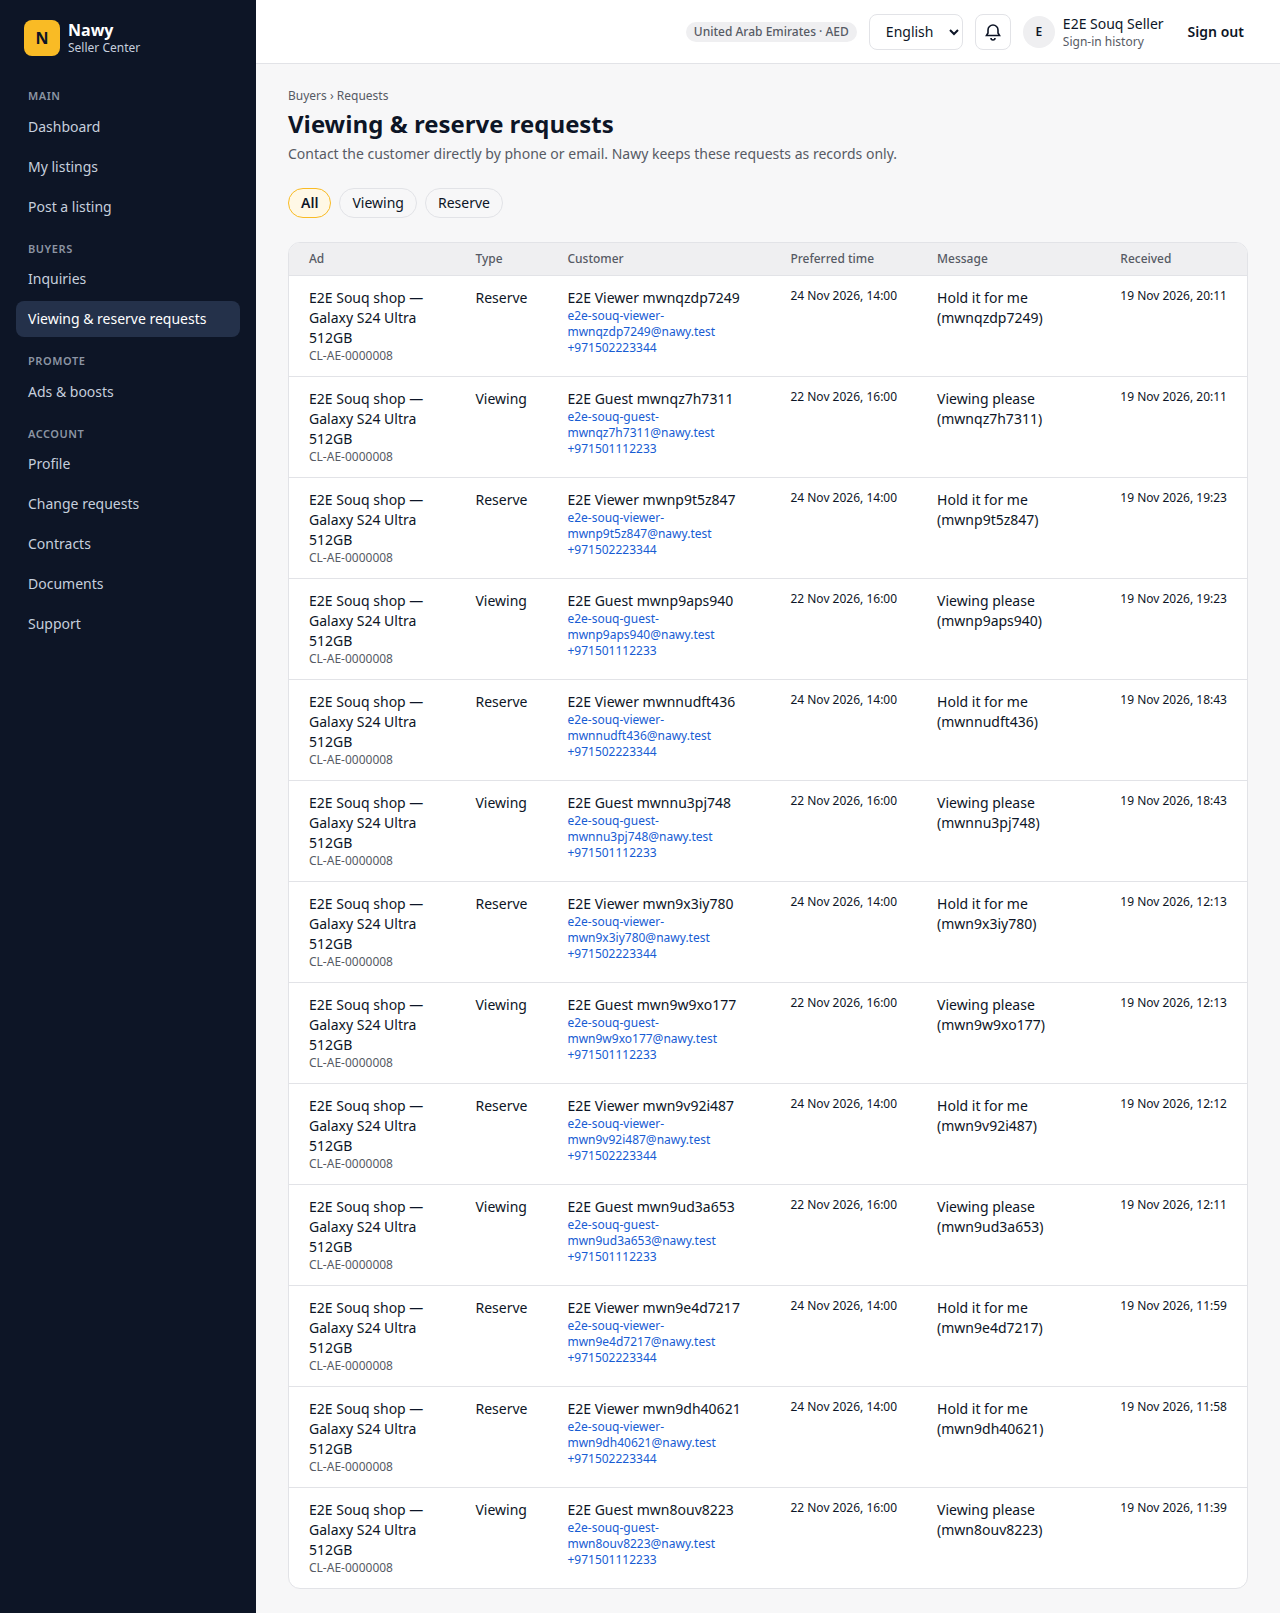 N
Nawy
Seller Center
MAIN
Dashboard
My listings
Post a listing
BUYERS
Inquiries
Viewing & reserve requests
PROMOTE
Ads & boosts
ACCOUNT
Profile
Change requests
Contracts
Documents
Support
United Arab Emirates · AED
English
E
E2E Souq Seller
Sign-in history
Sign out
Buyers › Requests
Viewing & reserve requests
Contact the customer directly by phone or email. Nawy keeps these requests as records only.
All Viewing Reserve
Ad Type Customer Preferred time Message Received
E2E Souq shop — Reserve E2E Viewer mwnqzdp7249 24 Nov 2026, 14:00 Hold it for me 19 Nov 2026, 20:11
Galaxy S24 Ultra e2e-souq-viewer- (mwnqzdp7249)
512GB mwnqzdp7249@nawy.test
CL-AE-0000008 +971502223344
E2E Souq shop — Viewing E2E Guest mwnqz7h7311 22 Nov 2026, 16:00 Viewing please 19 Nov 2026, 20:11
Galaxy S24 Ultra e2e-souq-guest- (mwnqz7h7311)
512GB mwnqz7h7311@nawy.test
CL-AE-0000008 +971501112233
E2E Souq shop — Reserve E2E Viewer mwnp9t5z847 24 Nov 2026, 14:00 Hold it for me 19 Nov 2026, 19:23
Galaxy S24 Ultra e2e-souq-viewer- (mwnp9t5z847)
512GB mwnp9t5z847@nawy.test
CL-AE-0000008 +971502223344
E2E Souq shop — Viewing E2E Guest mwnp9aps940 22 Nov 2026, 16:00 Viewing please 19 Nov 2026, 19:23
Galaxy S24 Ultra e2e-souq-guest- (mwnp9aps940)
512GB mwnp9aps940@nawy.test
CL-AE-0000008 +971501112233
E2E Souq shop — Reserve E2E Viewer mwnnudft436 24 Nov 2026, 14:00 Hold it for me 19 Nov 2026, 18:43
Galaxy S24 Ultra e2e-souq-viewer- (mwnnudft436)
512GB mwnnudft436@nawy.test
CL-AE-0000008 +971502223344
E2E Souq shop — Viewing E2E Guest mwnnu3pj748 22 Nov 2026, 16:00 Viewing please 19 Nov 2026, 18:43
Galaxy S24 Ultra e2e-souq-guest- (mwnnu3pj748)
512GB mwnnu3pj748@nawy.test
CL-AE-0000008 +971501112233
E2E Souq shop — Reserve E2E Viewer mwn9x3iy780 24 Nov 2026, 14:00 Hold it for me 19 Nov 2026, 12:13
Galaxy S24 Ultra e2e-souq-viewer- (mwn9x3iy780)
512GB mwn9x3iy780@nawy.test
CL-AE-0000008 +971502223344
E2E Souq shop — Viewing E2E Guest mwn9w9xo177 22 Nov 2026, 16:00 Viewing please 19 Nov 2026, 12:13
Galaxy S24 Ultra e2e-souq-guest- (mwn9w9xo177)
512GB mwn9w9xo177@nawy.test
CL-AE-0000008 +971501112233
E2E Souq shop — Reserve E2E Viewer mwn9v92i487 24 Nov 2026, 14:00 Hold it for me 19 Nov 2026, 12:12
Galaxy S24 Ultra e2e-souq-viewer- (mwn9v92i487)
512GB mwn9v92i487@nawy.test
CL-AE-0000008 +971502223344
E2E Souq shop — Viewing E2E Guest mwn9ud3a653 22 Nov 2026, 16:00 Viewing please 19 Nov 2026, 12:11
Galaxy S24 Ultra e2e-souq-guest- (mwn9ud3a653)
512GB mwn9ud3a653@nawy.test
CL-AE-0000008 +971501112233
E2E Souq shop — Reserve E2E Viewer mwn9e4d7217 24 Nov 2026, 14:00 Hold it for me 19 Nov 2026, 11:59
Galaxy S24 Ultra e2e-souq-viewer- (mwn9e4d7217)
512GB mwn9e4d7217@nawy.test
CL-AE-0000008 +971502223344
E2E Souq shop — Reserve E2E Viewer mwn9dh40621 24 Nov 2026, 14:00 Hold it for me 19 Nov 2026, 11:58
Galaxy S24 Ultra e2e-souq-viewer- (mwn9dh40621)
512GB mwn9dh40621@nawy.test
CL-AE-0000008 +971502223344
E2E Souq shop — Viewing E2E Guest mwn8ouv8223 22 Nov 2026, 16:00 Viewing please 19 Nov 2026, 11:39
Galaxy S24 Ultra e2e-souq-guest- (mwn8ouv8223)
512GB mwn8ouv8223@nawy.test
CL-AE-0000008 +971501112233